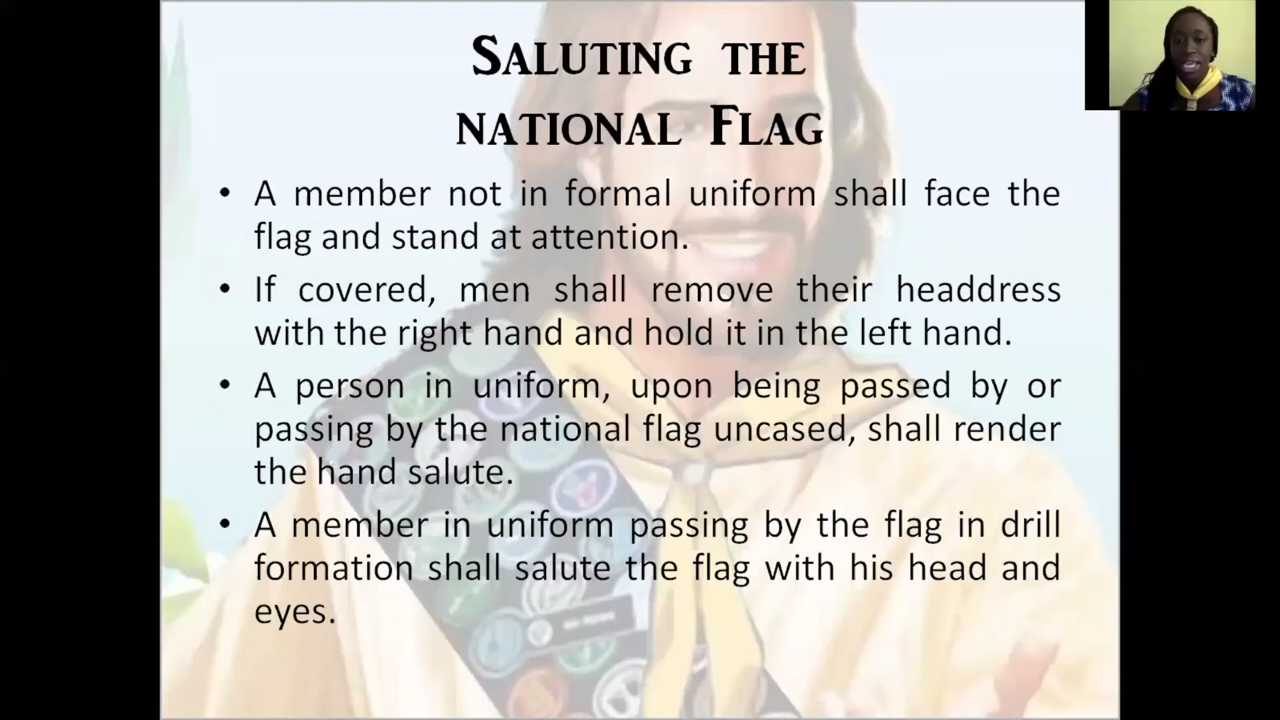 SALUTING THE
NATIONAL FLAG
• A member not in formal uniform shall face the
flag and stand at attention.
• If covered, men shall remove their headdress
with the right hand and hold it in the left hand.
• A person in uniform, upon being passed by or
passing by the national flag uncased, shall render
the hand salute.
• A member in uniform passing by the flag in drill
formation shall salute the flag with his head and
eyes.